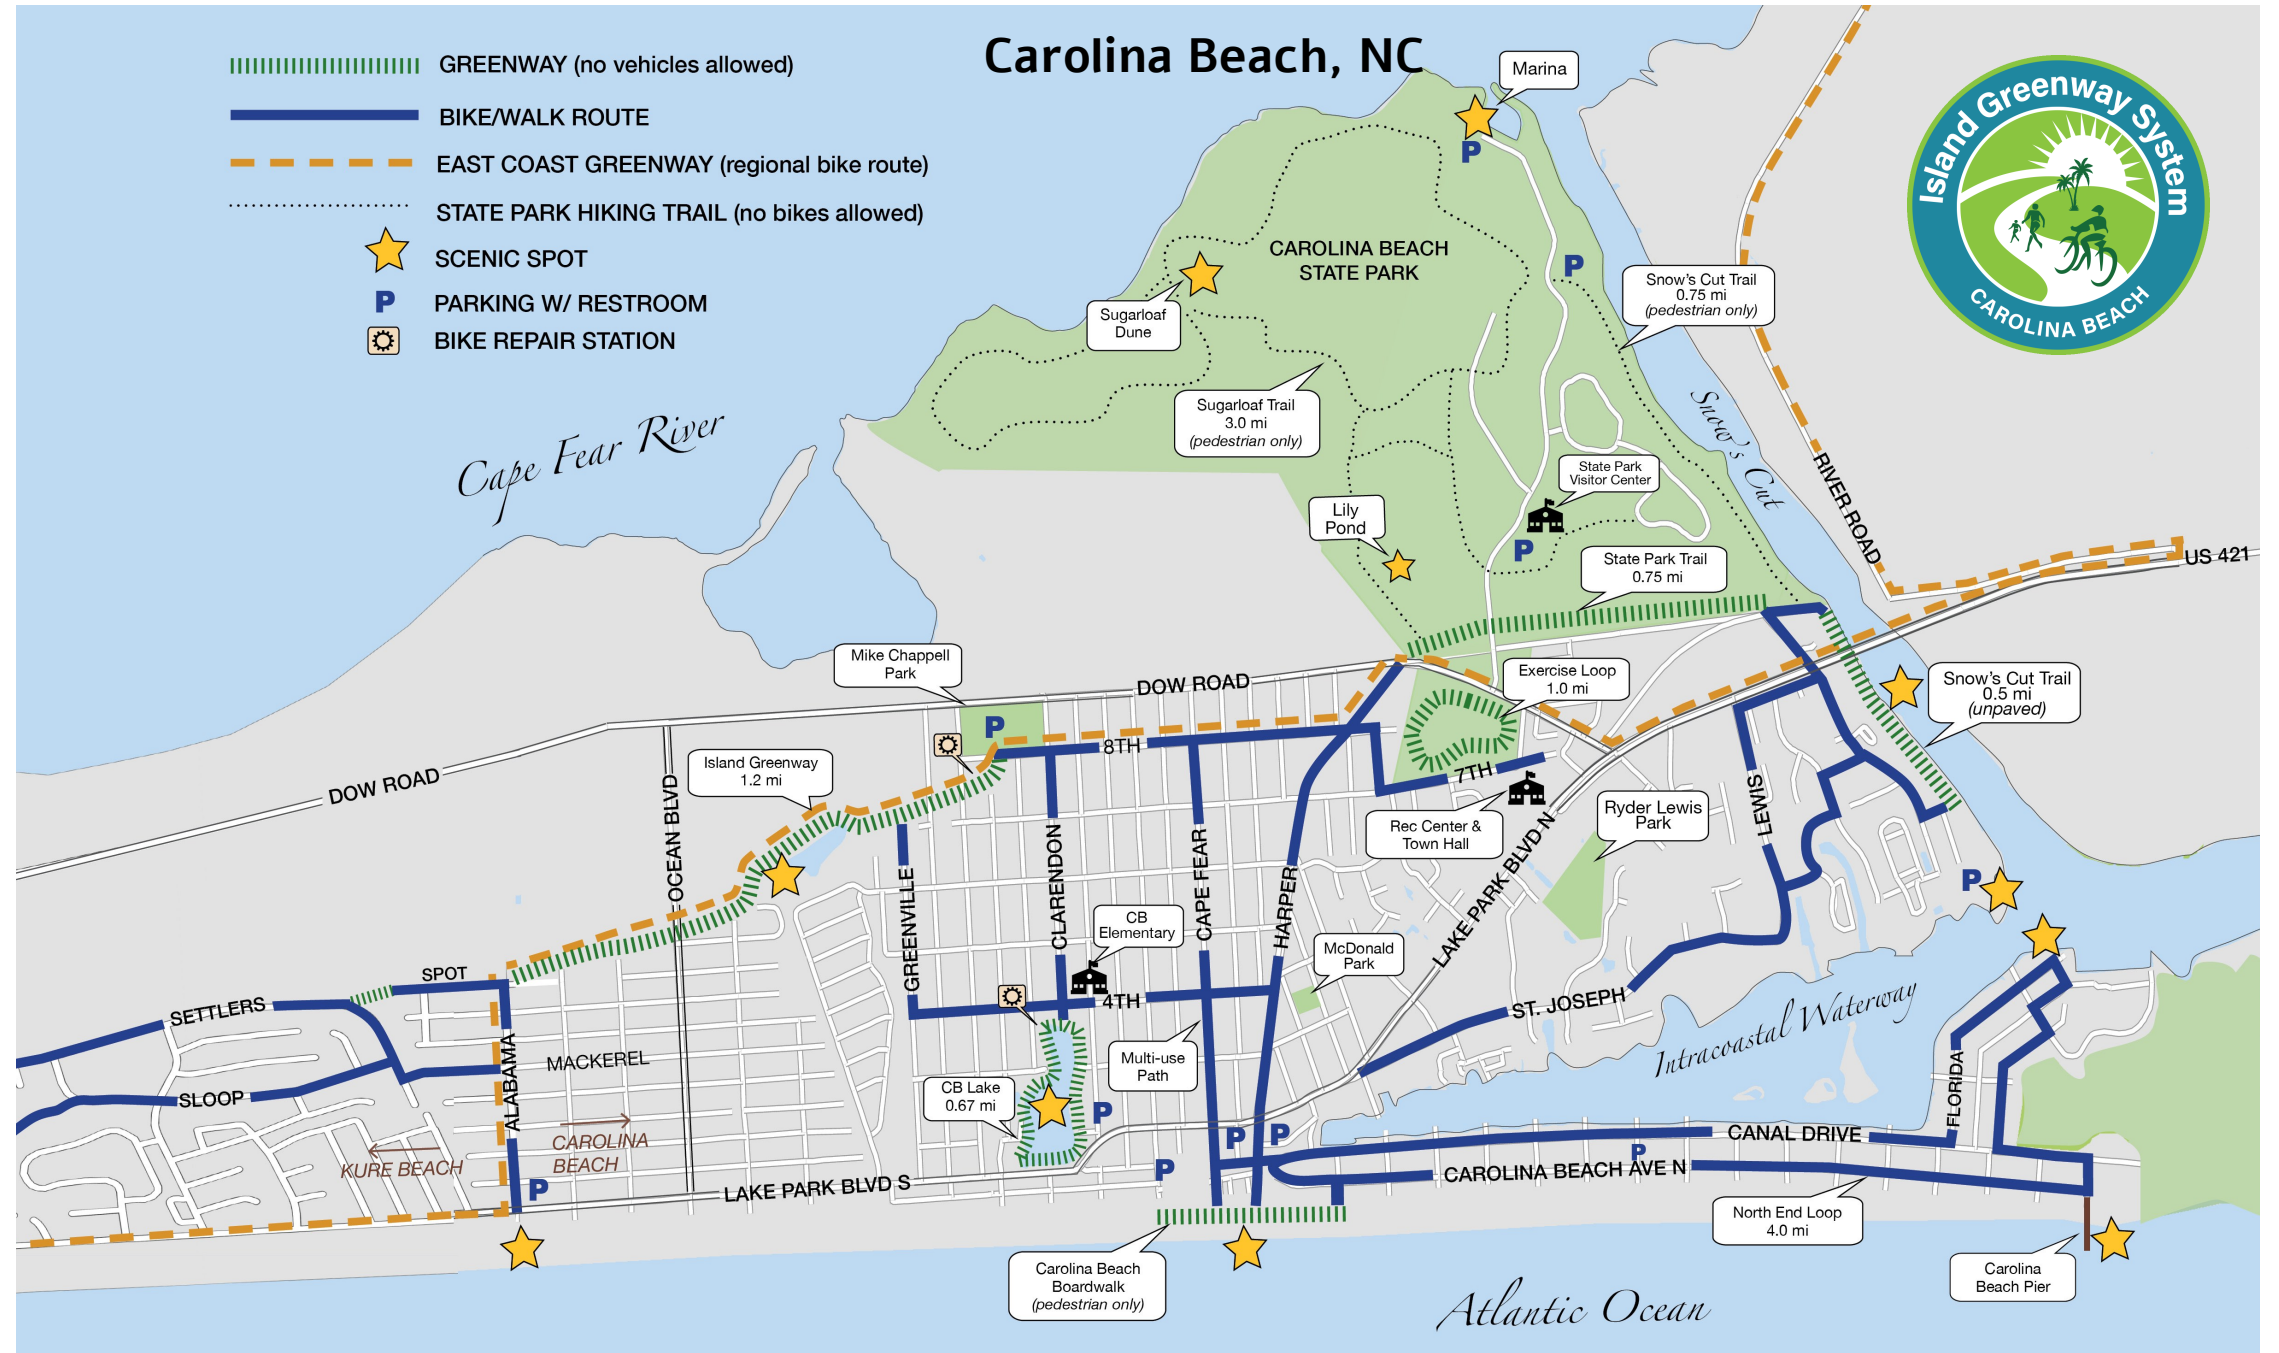 Carolina Beach, NC
GREENWAY (no vehicles allowed)
BIKE/WALK ROUTE
EAST COAST GREENWAY (regional bike route)
STATE PARK HIKING TRAIL (no bikes allowed)
SCENIC SPOT
P PARKING W/ RESTROOM
BIKE REPAIR STATION
Island Greenway System
CAROLINA BEACH
Marina
P
CAROLINA BEACH
STATE PARK
P
Snow's Cut Trail
0.75 mi
(pedestrian only)
Sugarloaf
Dune
Sugarloaf Trail
3.0 mi
(pedestrian only)
Cape Fear River
Snow's Cut
RIVER ROAD
State Park
Visitor Center
P
Lily
Pond
State Park Trail
0.75 mi
US 421
Mike Chappell
Park
P
DOW ROAD
Exercise Loop
1.0 mi
Snow's Cut Trail
0.5 mi
(unpaved)
DOW ROAD
Island Greenway
1.2 mi
8TH
7TH
OCEAN BLVD
Rec Center &
Town Hall
Ryder Lewis
Park
LEWIS
LAKE PARK BLVD N
GREENVILLE
CLARENDON
CAPE FEAR
HARPER
CB
Elementary
McDonald
Park
P
SPOT
SETTLERS
4TH
ST. JOSEPH
Intracoastal Waterway
MACKEREL
ALABAMA
SLOOP
Multi-use
Path
CB Lake
0.67 mi
P
FLORIDA
CAROLINA
BEACH
KURE BEACH
P
P
P
P
P
CANAL DRIVE
CAROLINA BEACH AVE N
LAKE PARK BLVD S
P
North End Loop
4.0 mi
Carolina Beach
Boardwalk
(pedestrian only)
Carolina
Beach Pier
Atlantic Ocean